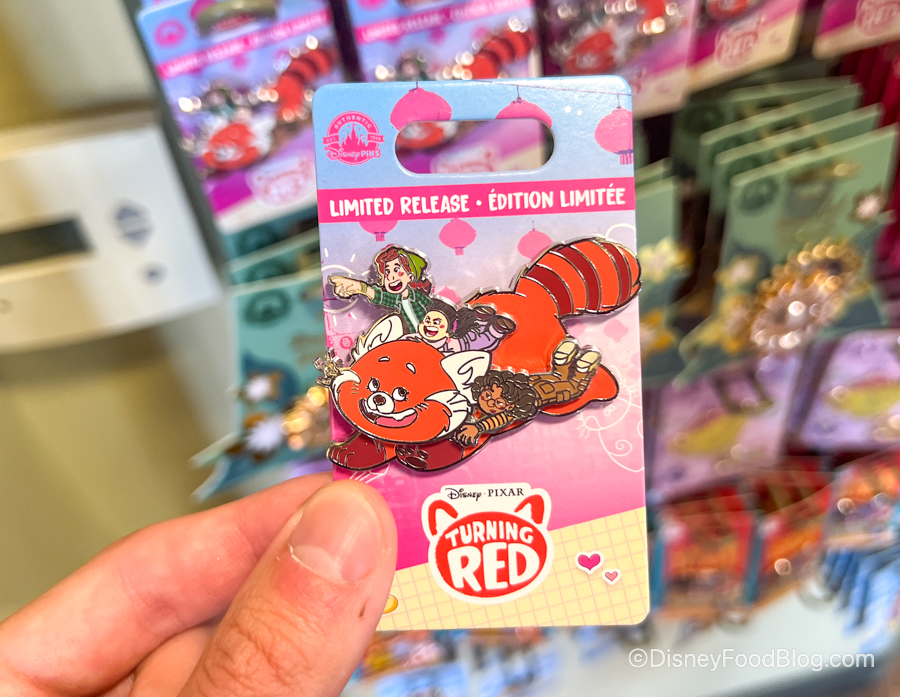 AUTHENTIC
Disney PINS
LIMITED RELEASE • ÉDITION LIMITÉE
Disney • PIXAR
TURNING
RED
©DisneyFoodBlog.com